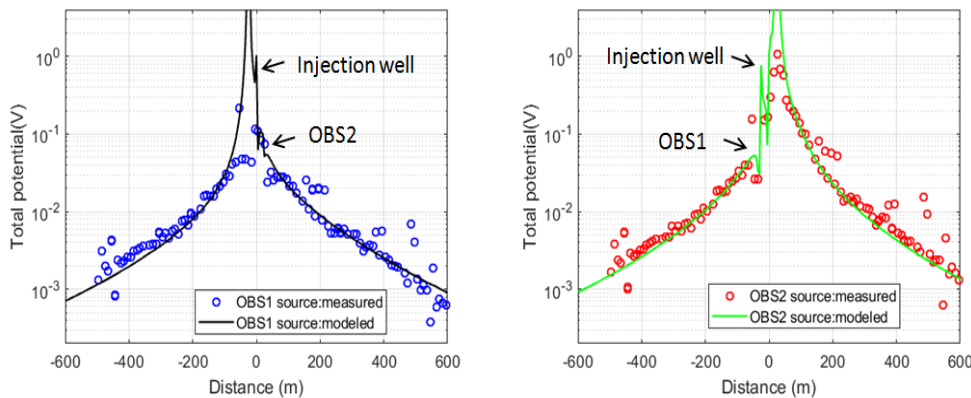 Total potential(V)
10^0
10^-1
10^-2
10^-3
Injection well
OBS2
OBS1 source:measured
OBS1 source:modeled
-600 -400 -200 0 200 400 600
Distance (m)
Total potential(V)
10^0
10^-1
10^-2
10^-3
Injection well
OBS1
OBS2 source:measured
OBS2 source:modeled
-600 -400 -200 0 200 400 600
Distance (m)